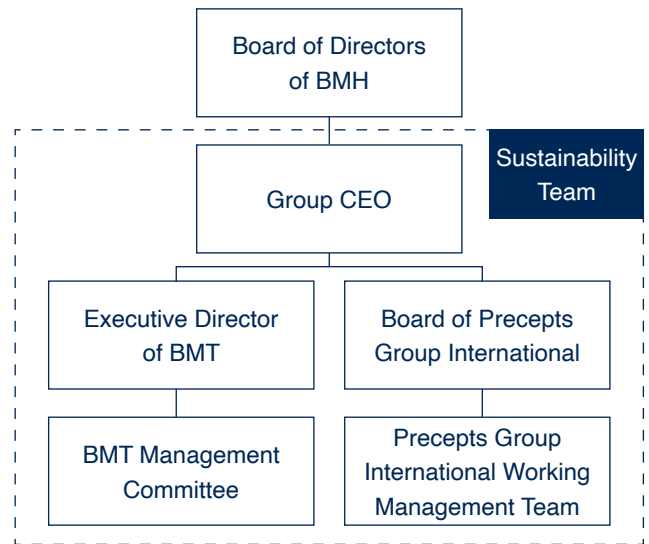 Board of Directors
of BMH
Sustainability
Team
Group CEO
Executive Director
of BMT
Board of Precepts
Group International
BMT Management
Committee
Precepts Group
International Working
Management Team